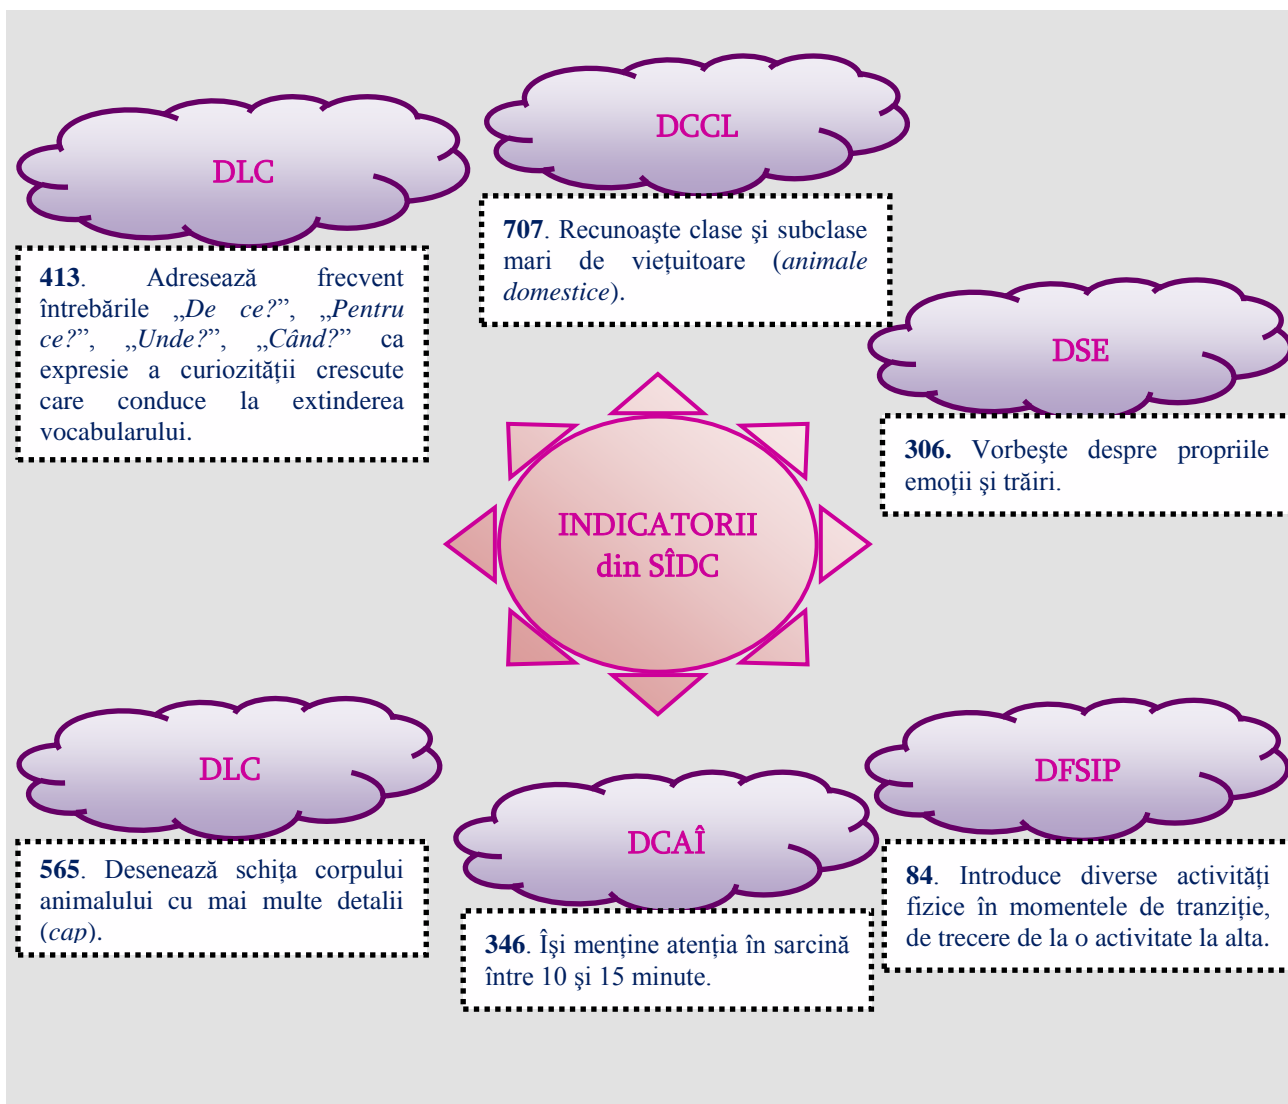 DLC
413. Adresează frecvent
întrebările „De ce?”, „Pentru
ce?”, „Unde?”, „Când?” ca
expresie a curiozității crescute
care conduce la extinderea
vocabularului.
DCCL
707. Recunoaşte clase şi subclase
mari de viețuitoare (animale
domestice).
DSE
306. Vorbeşte despre propriile
emoții şi trăiri.
INDICATORII
din SÎDC
DLC
565. Desenează schița corpului
animalului cu mai multe detalii
(cap).
DCAÎ
346. Îşi menține atenția în sarcină
între 10 şi 15 minute.
DFSIP
84. Introduce diverse activități
fizice în momentele de tranziție,
de trecere de la o activitate la alta.